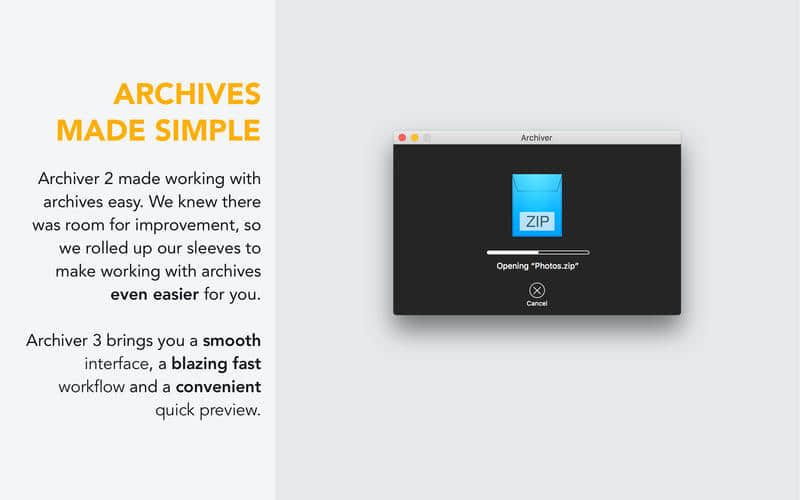 ARCHIVES
MADE SIMPLE
Archiver 2 made working with
archives easy. We knew there
was room for improvement, so
we rolled up our sleeves to
make working with archives
even easier for you.
Archiver 3 brings you a smooth
interface, a blazing fast
workflow and a convenient
quick preview.
Archiver
ZIP
Opening “Photos.zip”
Cancel